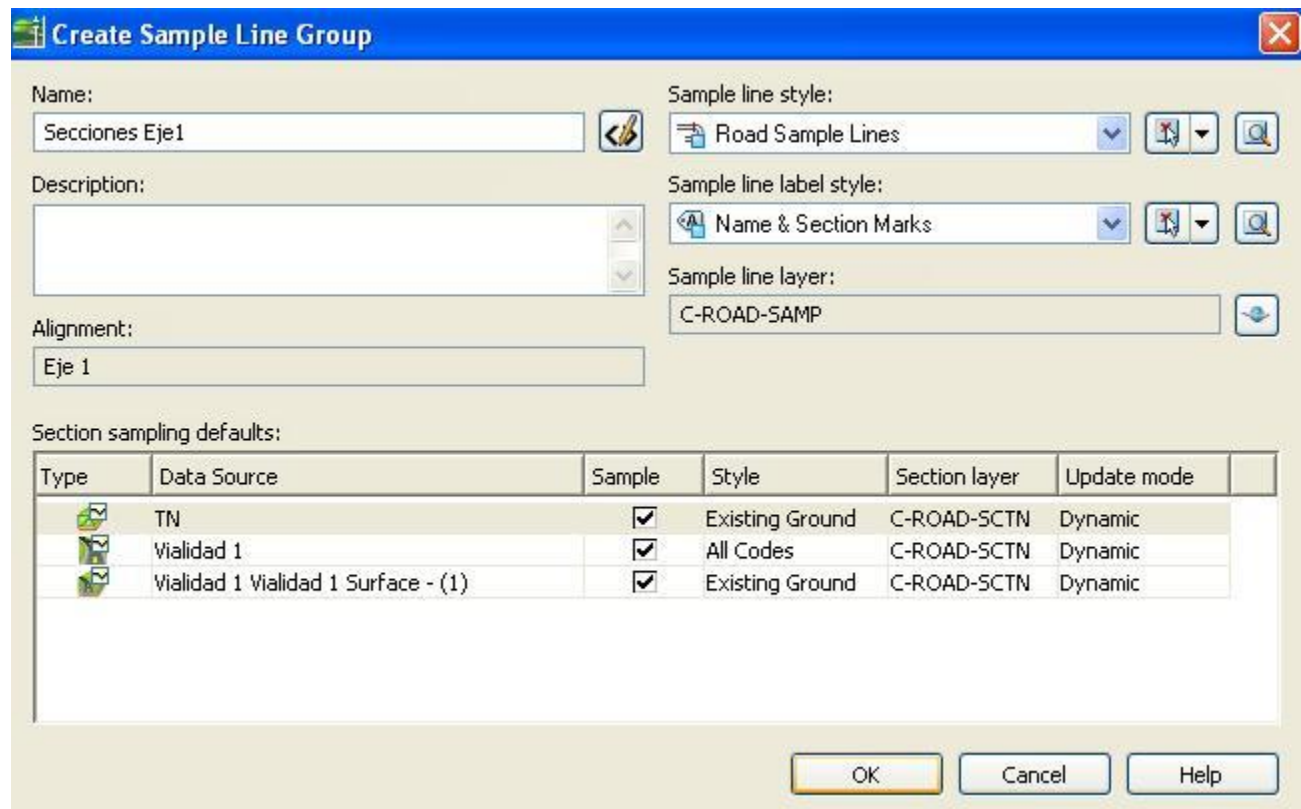 Create Sample Line Group
Name:
Secciones Eje1
Description:
Alignment:
Eje 1
Sample line style:
Road Sample Lines
Sample line label style:
Name & Section Marks
Sample line layer:
C-ROAD-SAMP
Section sampling defaults:
Type Data Source Sample Style Section layer Update mode
TN Existing Ground C-ROAD-SCTN Dynamic
Vialidad 1 All Codes C-ROAD-SCTN Dynamic
Vialidad 1 Vialidad 1 Surface - (1) Existing Ground C-ROAD-SCTN Dynamic
OK Cancel Help